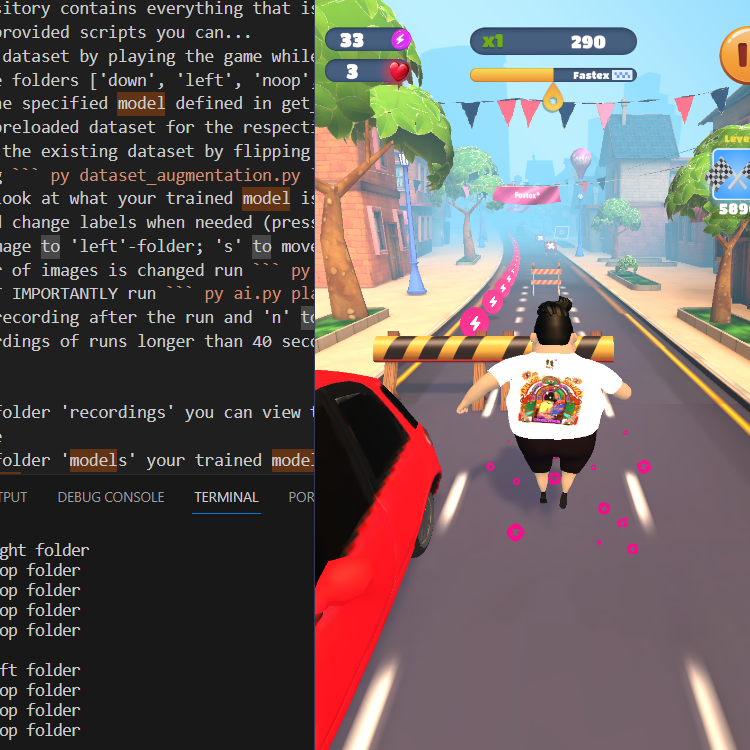 sitory contains everything that is
provided scripts you can...
dataset by playing the game while
e folders ['down', 'left', 'noop'
he specified model defined in get_
preloaded dataset for the respecti
the existing dataset by flipping
g ``` py dataset_augmentation.py
look at what your trained model is
d change labels when needed (press
mage to 'left'-folder; 's' to move
r of images is changed run ``` py
T IMPORTANTLY run ``` py ai.py pla
recording after the run and 'n' to
rdings of runs longer than 40 seco
folder 'recordings' you can view t
e
folder 'models' your trained model
TPUT DEBUG CONSOLE TERMINAL POR
ght folder
op folder
op folder
op folder
op folder
ft folder
op folder
op folder
op folder
33
3
x1 290
Fastex
Fastex
Leve
589